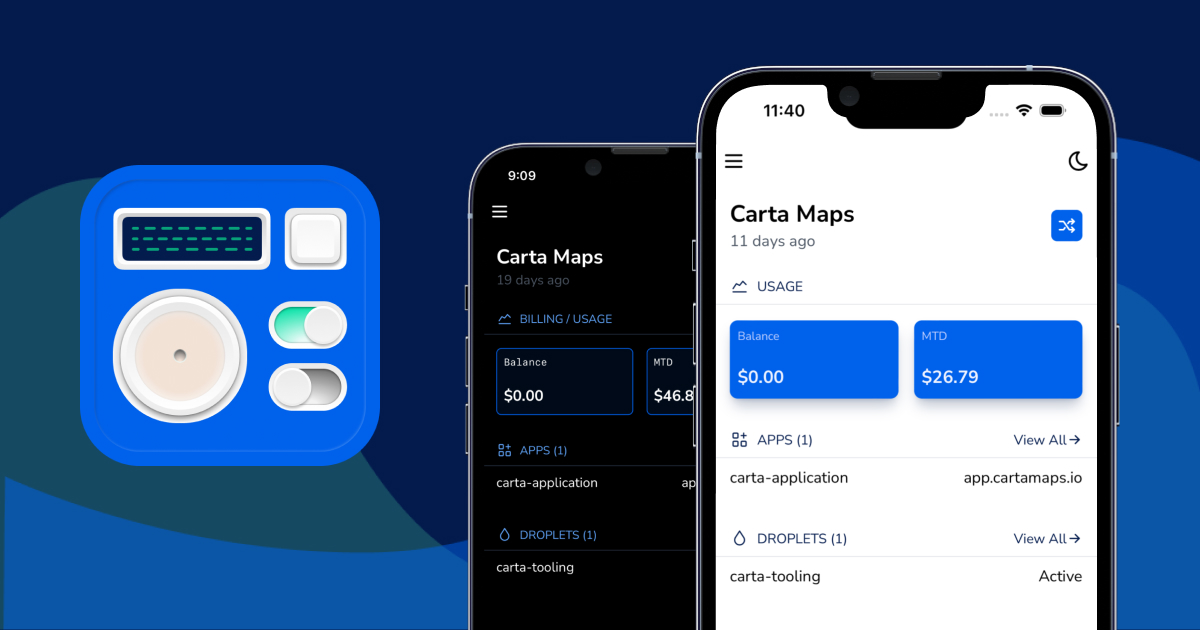 9:09
Carta Maps
19 days ago
BILLING / USAGE
Balance
$0.00
MTD
$46.8
APPS (1)
carta-application
ap
DROPLETS (1)
carta-tooling
11:40
Carta Maps
11 days ago
USAGE
Balance
$0.00
MTD
$26.79
APPS (1)
View All
carta-application
app.cartamaps.io
DROPLETS (1)
View All
carta-tooling
Active